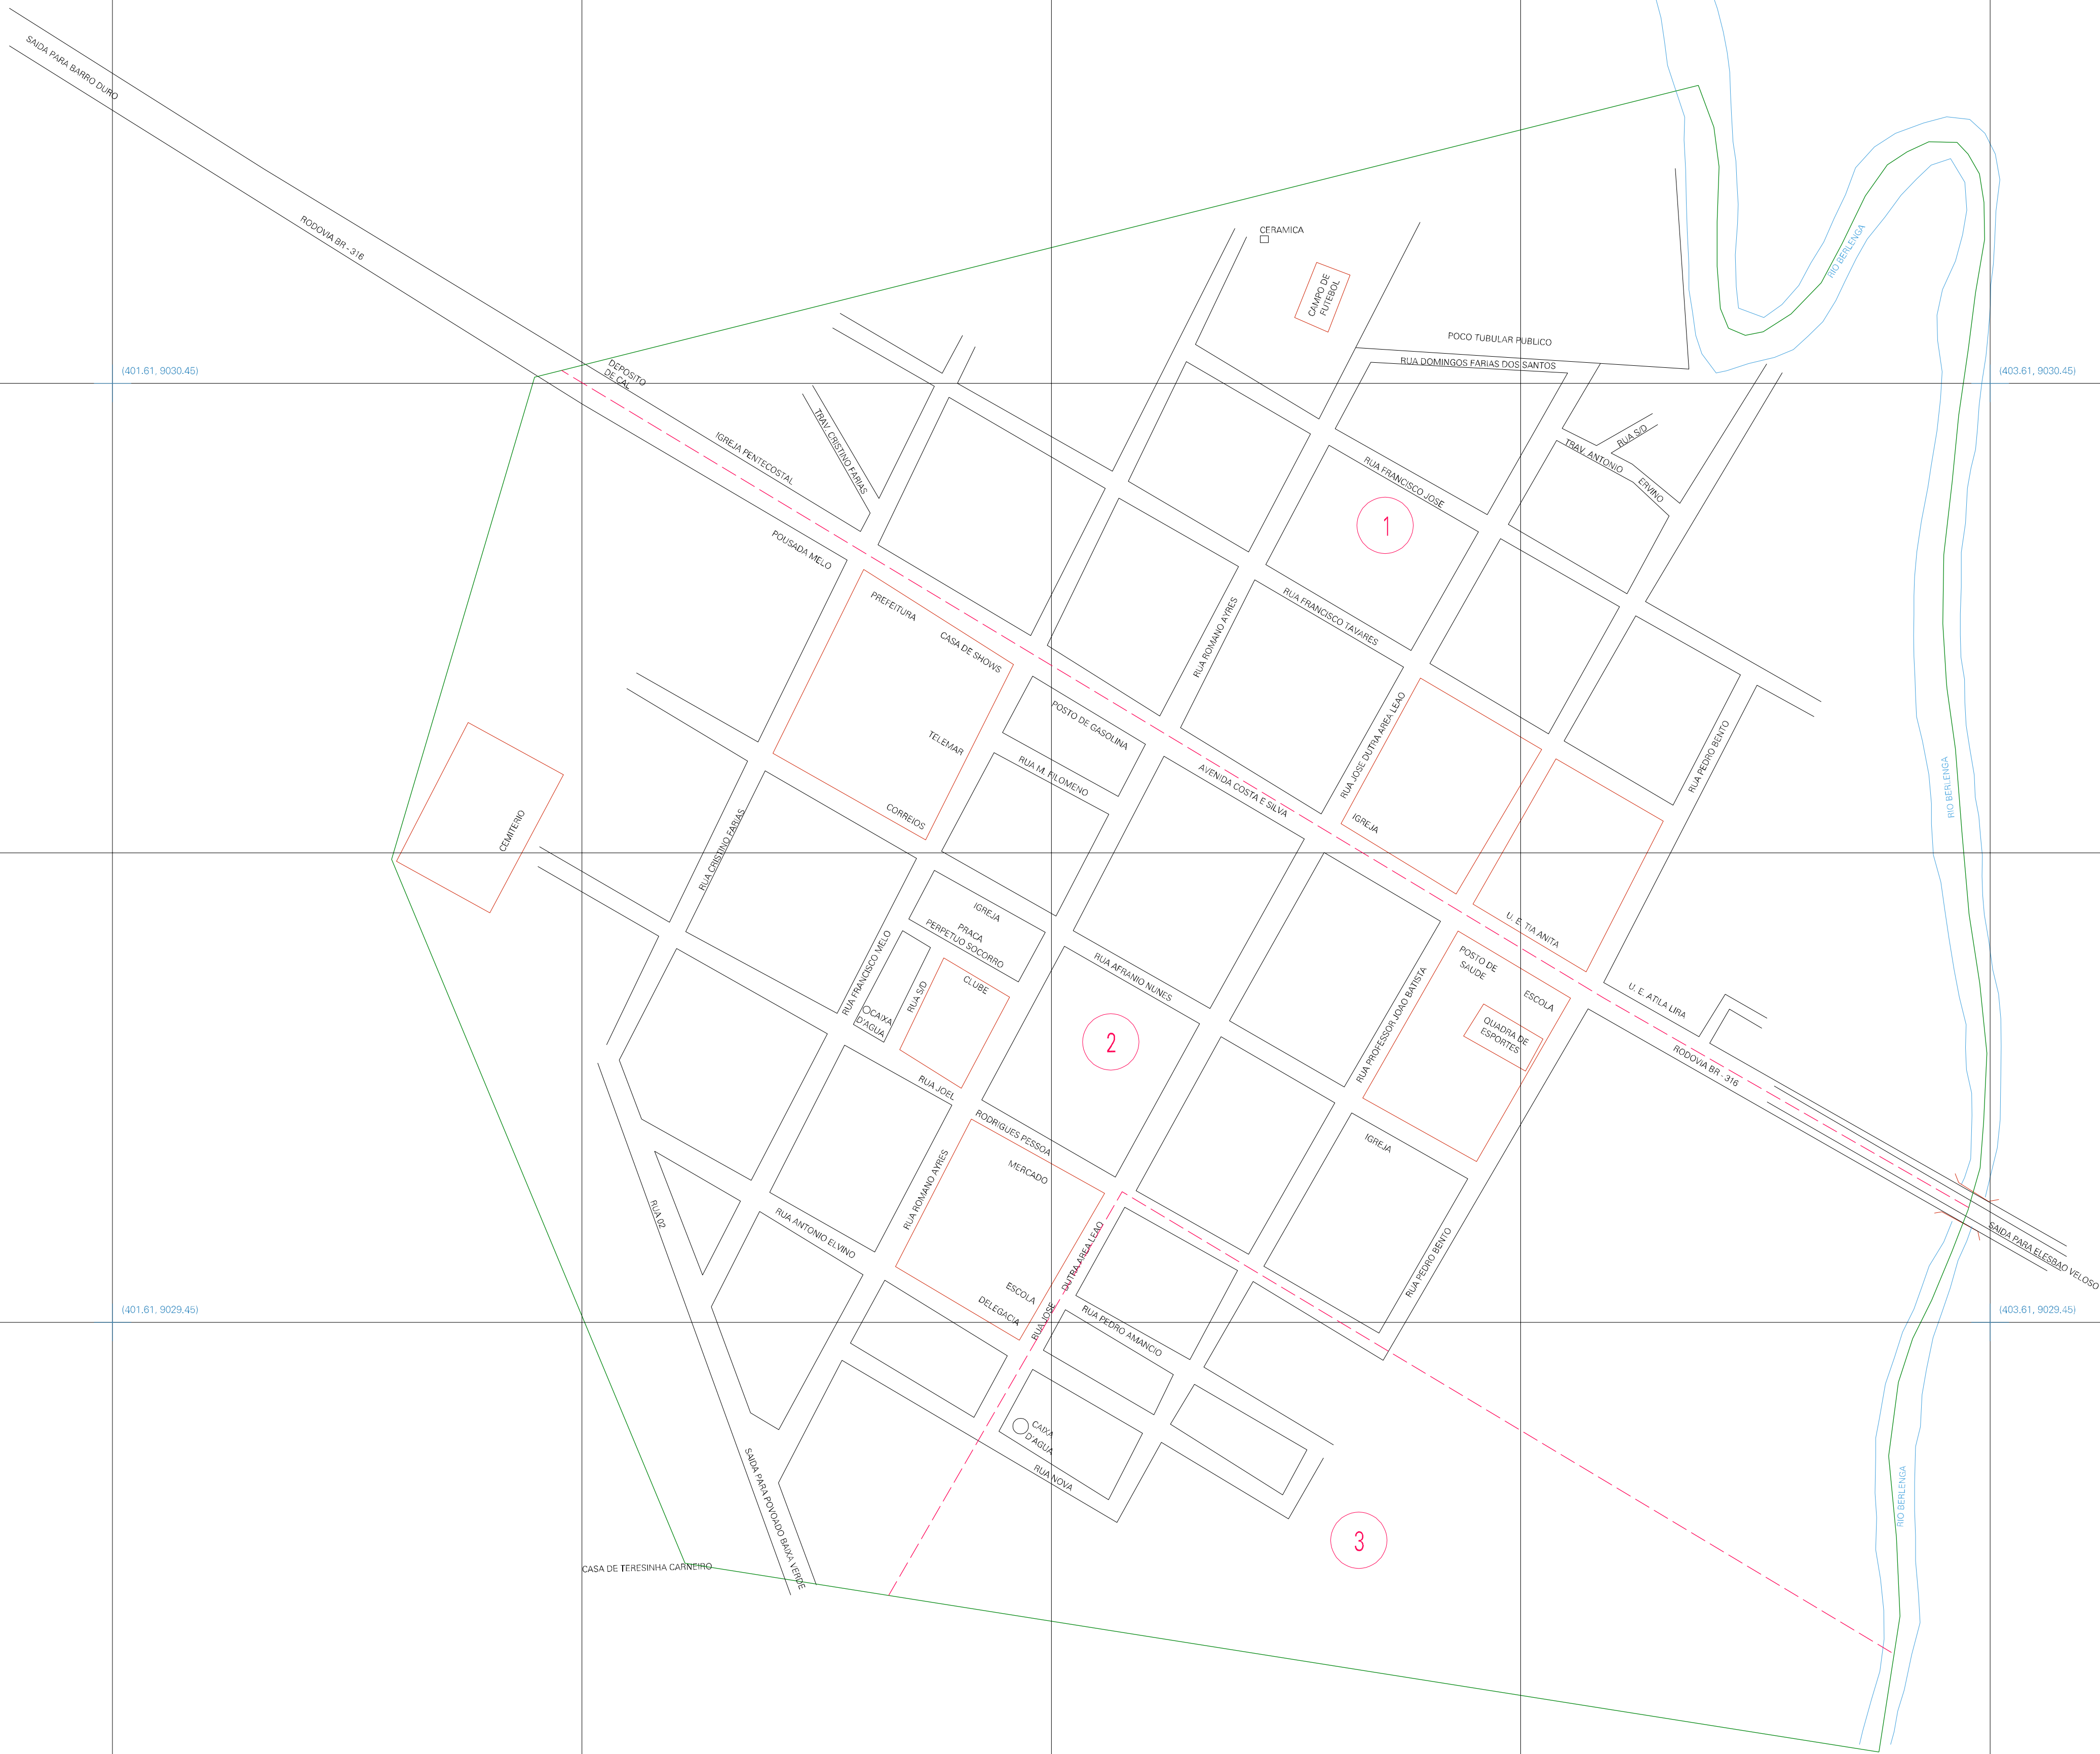 SAIDA PARA BARRO DURO
RODOVIA BR - 316
CERAMICA
CAMPO DE
FUTEBOL
RIO BERLENGA
POCO TUBULAR PUBLICO
RUA DOMINGOS FARIAS DOS SANTOS
(401.61, 9030.45)
(403.61, 9030.45)
DEPOSITO
DE CAL
TRAV. CRISTINO FARIAS
IGREJA PENTECOSTAL
RUA S/D
TRAV. ANTONIO
ERVINO
RUA FRANCISCO JOSE
1
POUSADA MELO
PREFEITURA
CASA DE SHOWS
RUA FRANCISCO TAVARES
RUA ROMANO AYRES
POSTO DE GASOLINA
TELEMAR
RUA M. FILOMENO
RUA JOSE DUTRA AREA LEAO
RUA PEDRO BENTO
AVENIDA COSTA E SILVA
RIO BERLENGA
IGREJA
CORREIOS
CEMITERIO
RUA CRISTINO FARIAS
IGREJA
PRACA
PERPETUO SOCORRO
U. E. TIA ANITA
RUA FRANCISCO MELO
RUA AFRANIO NUNES
POSTO DE
SAUDE
ESCOLA
CLUBE
RUA S/D
U. E. ATILA LIRA
CAIXA
D'AGUA
QUADRA DE
ESPORTES
RUA PROFESSOR JOAO BATISTA
2
RODOVIA BR - 316
RUA JOEL
RODRIGUES PESSOA
IGREJA
MERCADO
RUA ROMANO AYRES
RUA 02
RUA ANTONIO ELVINO
RUA JOSE
DUTRA AREA LEAO
RUA PEDRO BENTO
SAIDA PARA ELESBAO VELOSO
ESCOLA
DELEGACIA
(401.61, 9029.45)
(403.61, 9029.45)
RUA PEDRO AMANCIO
CAIXA
D'AGUA
RUA NOVA
SAIDA PARA POVOADO BAIXA VERDE
RIO BERLENGA
3
CASA DE TERESINHA CARNEIRO